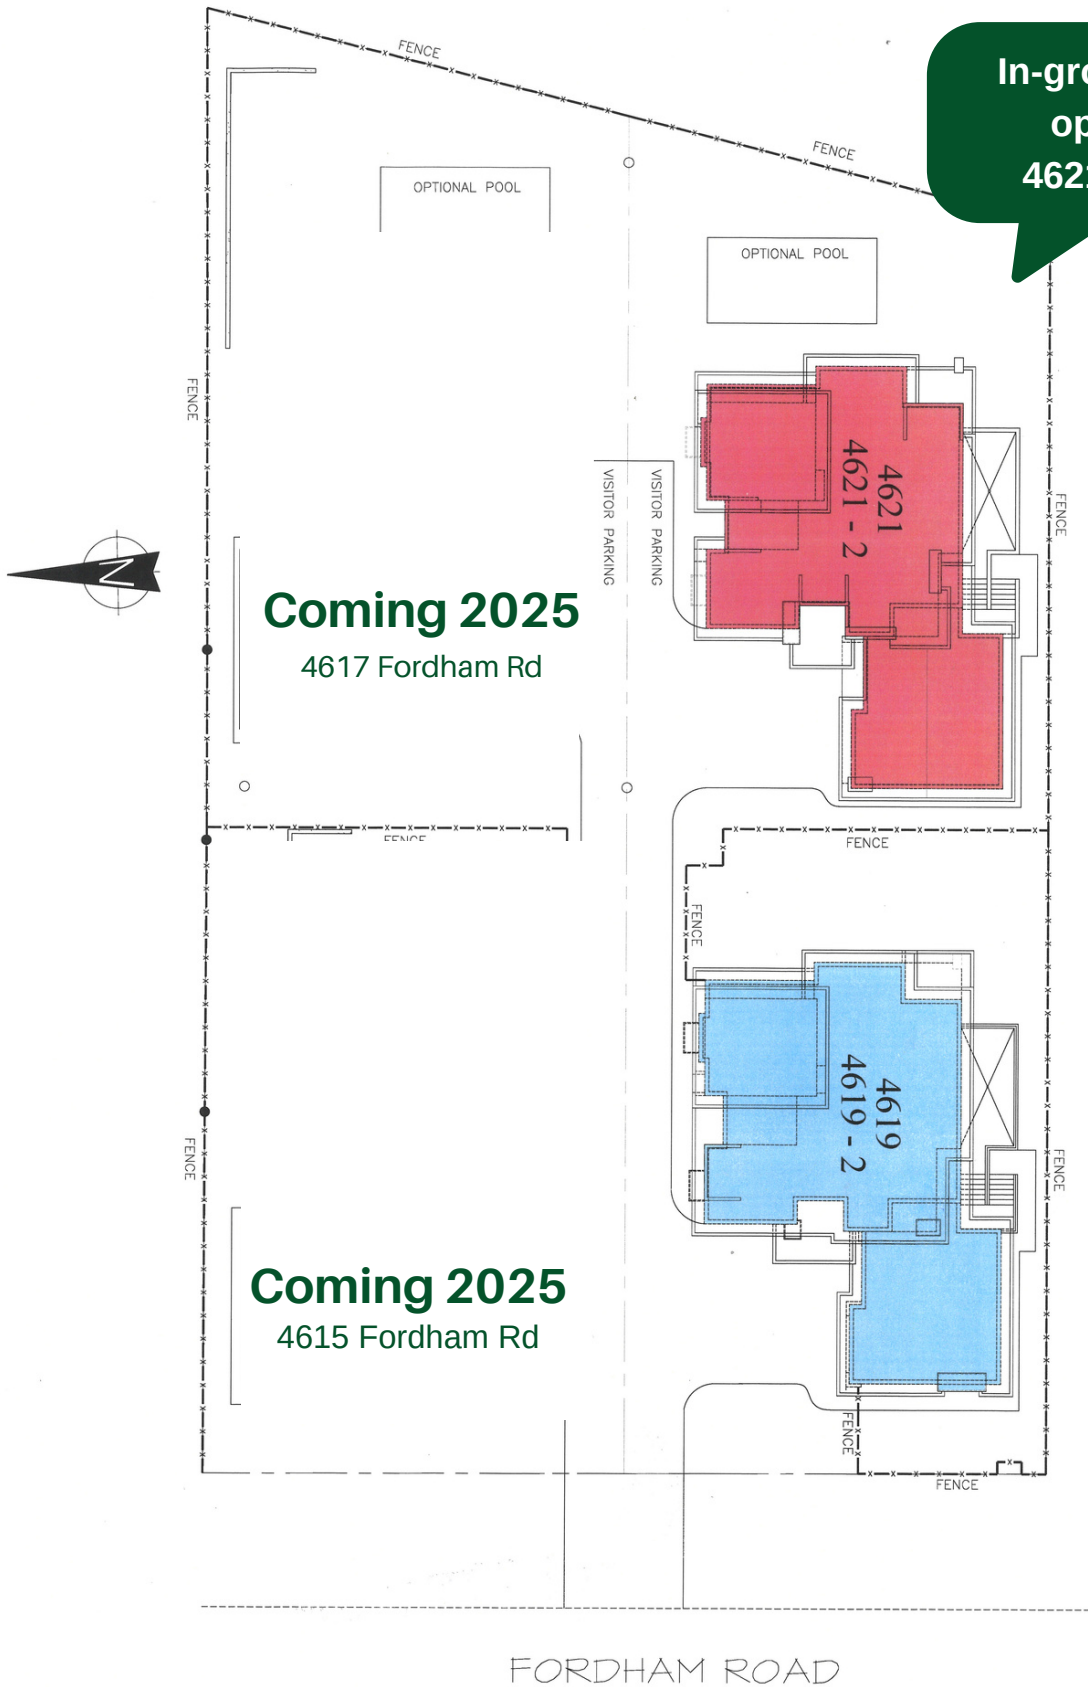 FENCE
In-gro
op
4621
FENCE
OPTIONAL POOL
OPTIONAL POOL
FENCE
4621
4621 - 2
VISITOR PARKING
VISITOR PARKING
FENCE
N
Coming 2025
4617 Fordham Rd
FENCE
FENCE
FENCE
4619
4619 - 2
FENCE
FENCE
Coming 2025
4615 Fordham Rd
FENCE
FENCE
FORDHAM ROAD